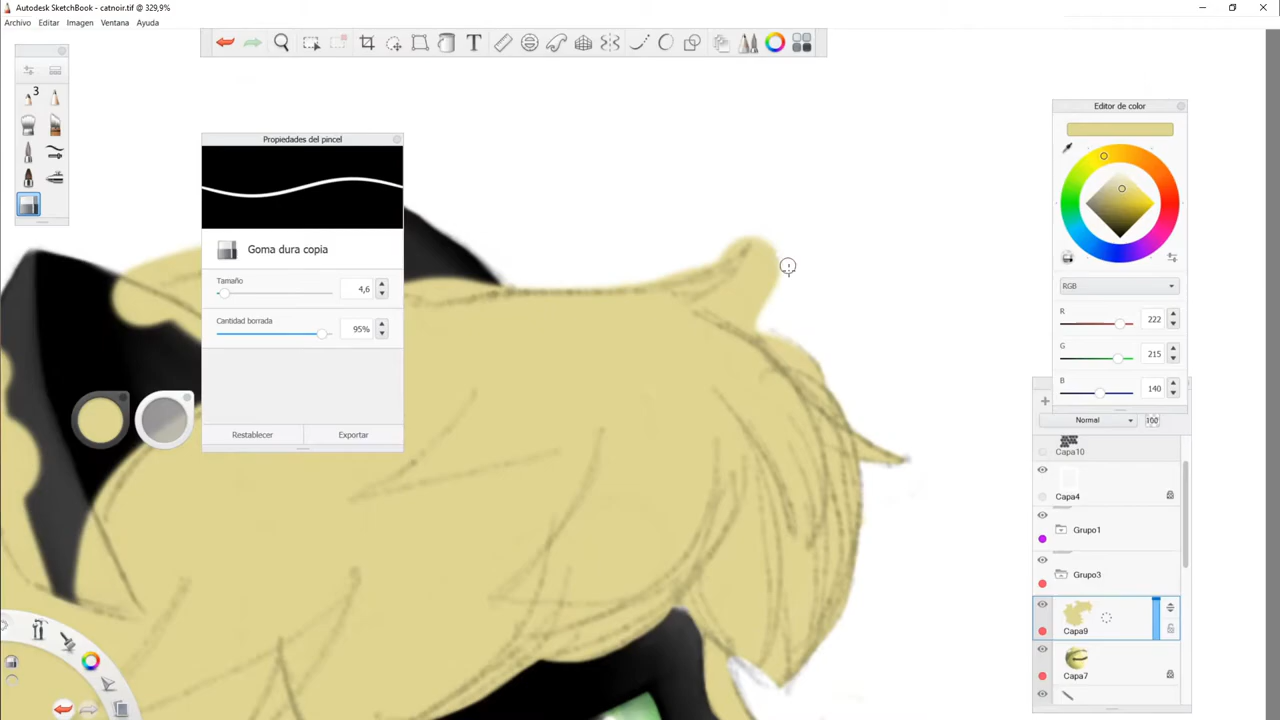 Autodesk SketchBook - catnoir.tif @ 329,9%
Archivo Editar Imagen Ventana Ayuda
T
3
Propiedades del pincel
Goma dura copia
Tamaño
4,6
Cantidad borrada
95%
Restablecer Exportar
Editor de color
RGB
R
222
G
215
B
140
Normal 100
Capa10
Capa4
Grupo1
Grupo3
Capa9
Capa7